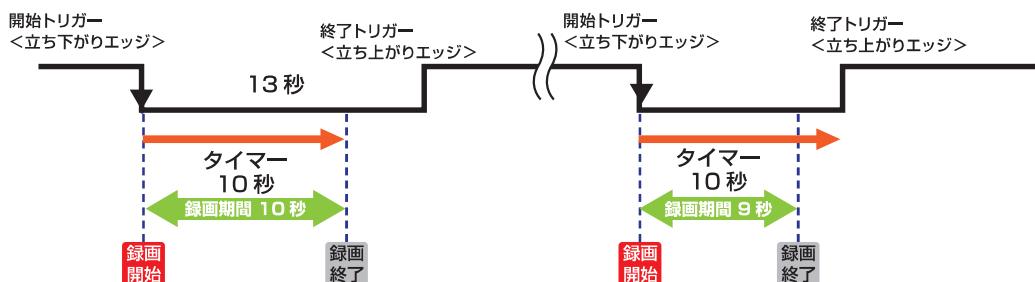 開始トリガー
<立ち下がりエッジ>
終了トリガー
<立ち上がりエッジ>
13秒
タイマー
10秒
録画期間 10秒
録画
開始
録画
終了
開始トリガー
<立ち下がりエッジ>
終了トリガー
<立ち上がりエッジ>
タイマー
10秒
録画期間 9秒
録画
開始
録画
終了